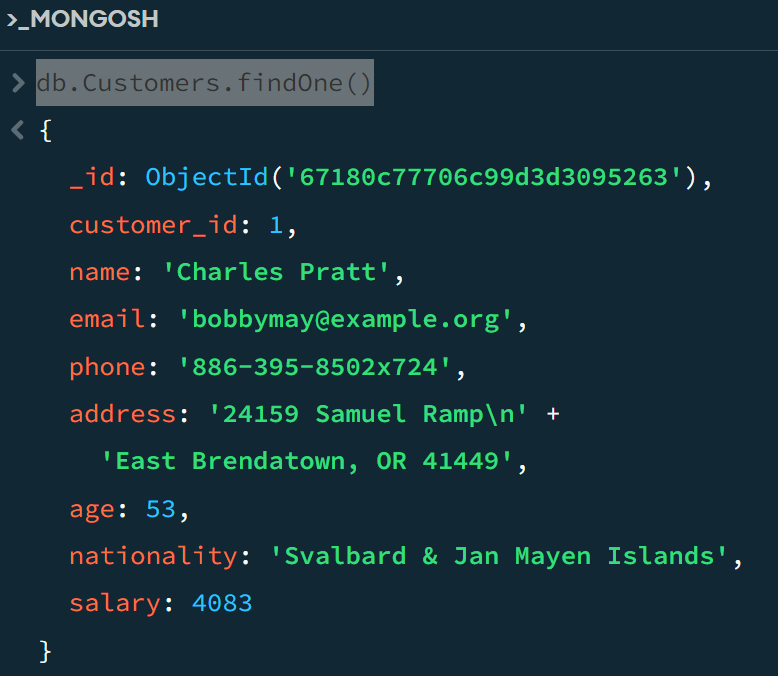 >_MONGOSH
> db.Customers.findOne()
< {
_id: ObjectId('67180c77706c99d3d3095263'),
customer_id: 1,
name: 'Charles Pratt',
email: 'bobbymay@example.org',
phone: '886-395-8502x724',
address: '24159 Samuel Ramp\n' +
'East Brendatown, OR 41449',
age: 53,
nationality: 'Svalbard & Jan Mayen Islands',
salary: 4083
}